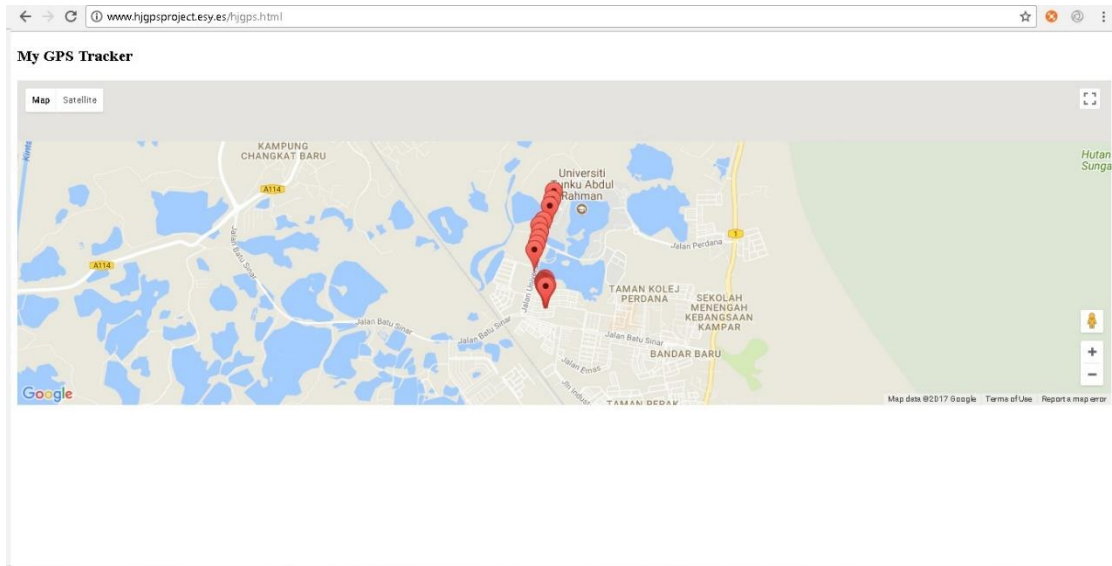 www.hjgpsproject.esy.es/hjgps.html
My GPS Tracker
Map Satellite
Kinta
KAMPUNG
CHANGKAT BARU
Hutan
Sunga
Universiti
Tunku Abdul
Rahman
A114
Jalan Batu Sinar
1
Jalan Perdana
A114
TAMAN KOLEJ
PERDANA
SEKOLAH
MENENGAH
KEBANGSAAN
KAMPAR
Jalan Batu Sinar
Jalan Batu Sinar
Jalan Batu Sinar
BANDAR BARU
Jalan Emas
Google
TAMAN PERAK
Map data ©2017 Google Terms of Use Report a map error